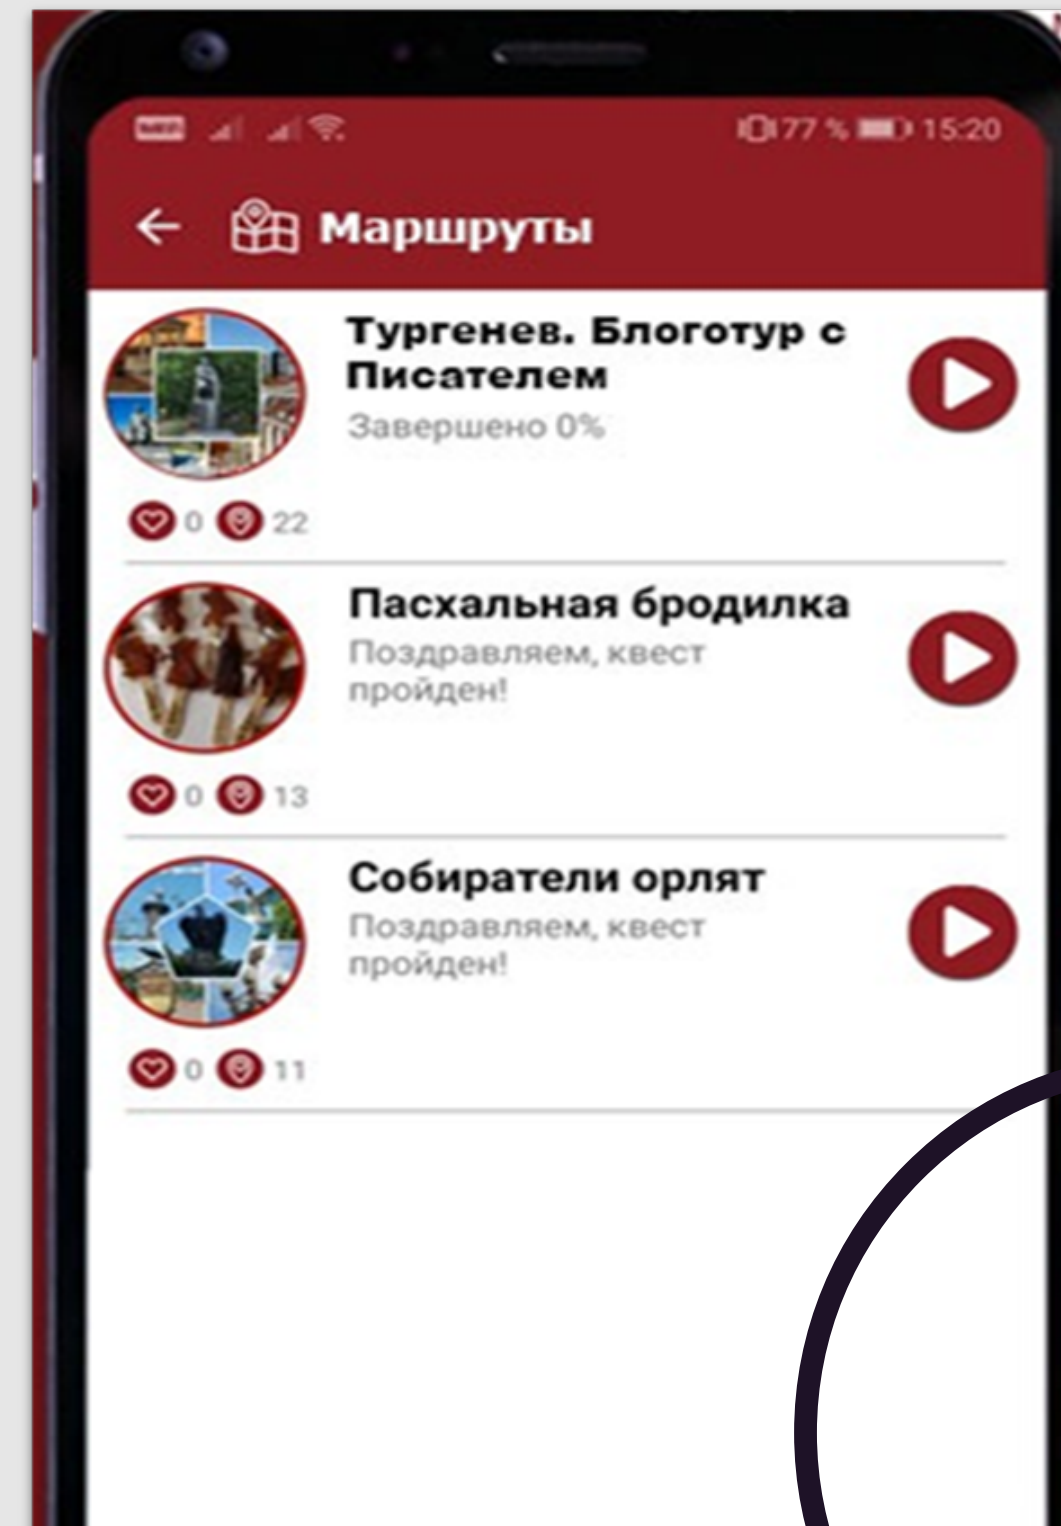 77 % 15:20
Маршруты
Тургенев. Блоготур с
Писателем
Завершено 0%
0 22
Пасхальная бродилка
Поздравляем, квест
пройден!
0 13
Собиратели орлят
Поздравляем, квест
пройден!
0 11